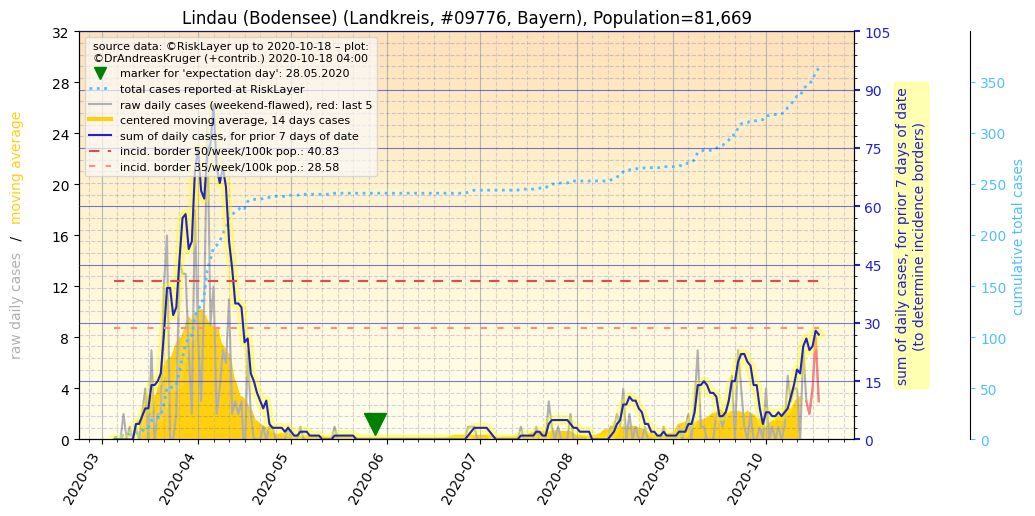 Lindau (Bodensee) (Landkreis, #09776, Bayern), Population=81,669
source data: ©RiskLayer up to 2020-10-18 – plot:
©DrAndreasKruger (+contrib.) 2020-10-18 04:00
marker for 'expectation day': 28.05.2020
total cases reported at RiskLayer
raw daily cases (weekend-flawed), red: last 5
centered moving average, 14 days cases
sum of daily cases, for prior 7 days of date
incid. border 50/week/100k pop.: 40.83
incid. border 35/week/100k pop.: 28.58
raw daily cases / moving average
32
28
24
20
16
12
8
4
0
105
90
75
60
45
30
15
0
sum of daily cases, for prior 7 days of date
(to determine incidence borders)
350
300
250
200
150
100
50
0
cumulative total cases
2020-03
2020-04
2020-05
2020-06
2020-07
2020-08
2020-09
2020-10